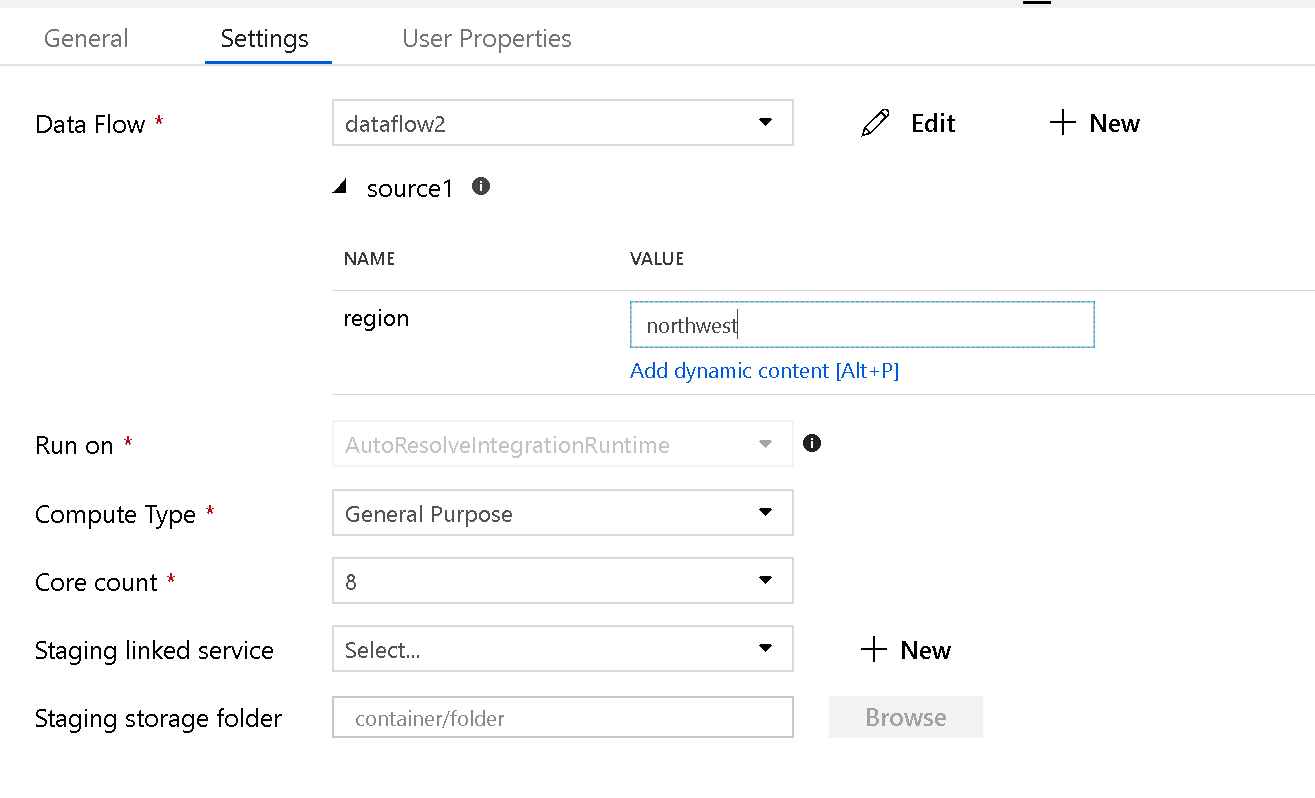 General Settings User Properties
Data Flow * dataflow2 Edit + New
source1
NAME VALUE
region northwest
Add dynamic content [Alt+P]
Run on * AutoResolveIntegrationRuntime
Compute Type * General Purpose
Core count * 8
Staging linked service Select... + New
Staging storage folder container/folder Browse